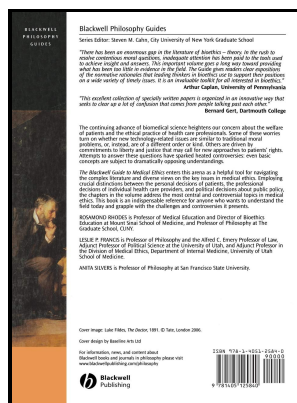 BLACKWELL
PHILOSOPHY
GUIDES
Blackwell Philosophy Guides
Series Editor: Steven M. Cahn, City University of New York Graduate School
"There has been an enormous gap in the literature of bioethics – theory. In the rush to
resolve contentious moral questions, inadequate attention has been paid to the tools used
to achieve insight and answers. This important volume goes a long way toward providing
what has been too little in evidence in the field. The Guide gives readers clear expositions
of the normative rationales that leading thinkers in bioethics use to support their positions
on a wide variety of timely issues. It is an invaluable toolkit for all interested in bioethics."
Arthur Caplan, University of Pennsylvania
"This excellent collection of specially written papers is organized in an innovative way that
seeks to clear up a lot of confusion that comes from people talking past each other."
Bernard Gert, Dartmouth College
The continuing advance of biomedical science heightens our concern about the welfare
of patients and the ethical practice of health care professionals. Some of these worries
turn on whether new technology-related issues are similar to traditional moral
problems, or, instead, are of a different order or kind. Others are driven by
commitments to liberty and justice that may call for new approaches to patients' rights.
Attempts to answer these questions have sparked heated controversies; even basic
concepts are subject to dramatically opposing understandings.
The Blackwell Guide to Medical Ethics enters this arena as a helpful tool for navigating
the complex literature and diverse views on the key issues in medical ethics. Employing
crucial distinctions between the personal decisions of patients, the professional
decisions of individual health care providers, and political decisions about public policy,
the chapters in the volume address the most central and controversial topics in medical
ethics. This book is an indispensable reference for anyone who wants to understand the
field today and grapple with the challenges and controversies it presents.
ROSAMOND RHODES is Professor of Medical Education and Director of Bioethics
Education at Mount Sinai School of Medicine, and Professor of Philosophy at The
Graduate School, CUNY.
LESLIE P. FRANCIS is Professor of Philosophy and the Alfred C. Emery Professor of Law,
Adjunct Professor of Political Science at the University of Utah, and Adjunct Professor in
the Division of Medical Ethics, Department of Internal Medicine, University of Utah
School of Medicine.
ANITA SILVERS is Professor of Philosophy at San Francisco State University.
Cover image: Luke Fildes, The Doctor, 1891. © Tate, London 2006.
Cover design by Baseline Arts Ltd
For information, news, and content about
Blackwell books and journals in philosophy please visit
www.blackwellpublishing.com/philosophy
Blackwell
Publishing
ISBN 978-1-4051-2584-0
90000
9 781405 125840